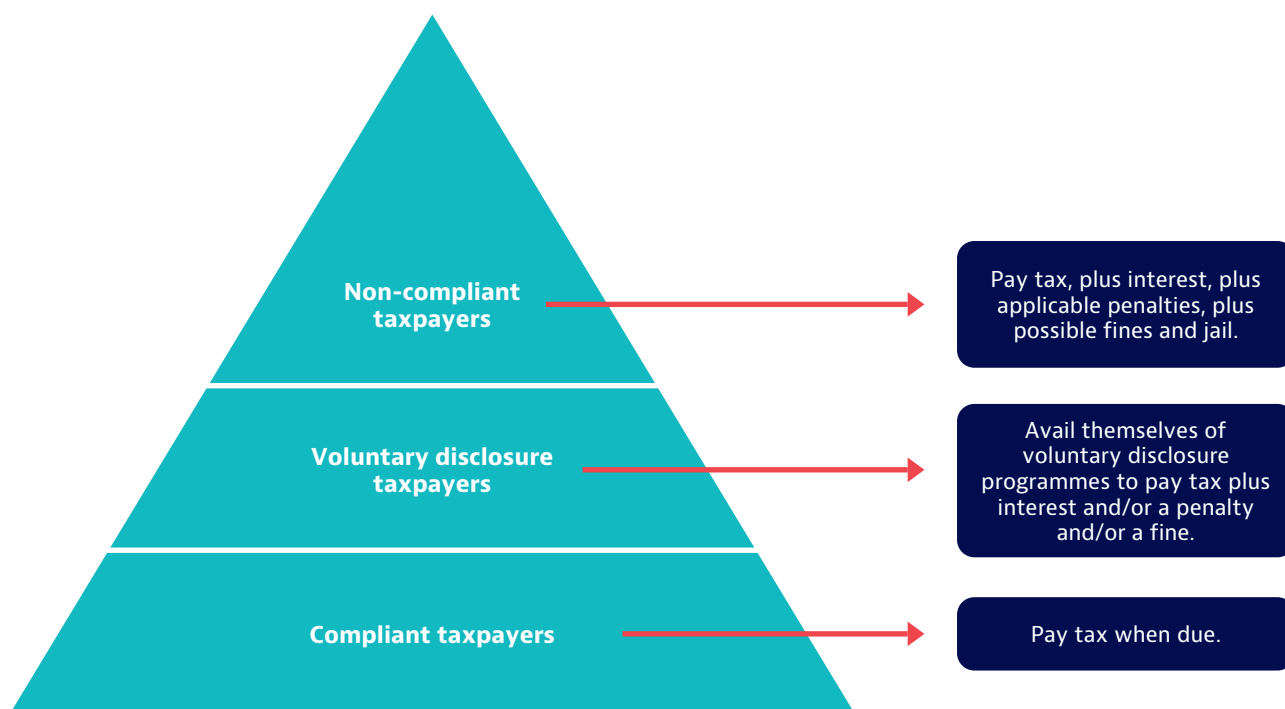 Non-compliant
taxpayers
Pay tax, plus interest, plus
applicable penalties, plus
possible fines and jail.
Voluntary disclosure
taxpayers
Avail themselves of
voluntary disclosure
programmes to pay tax plus
interest and/or a penalty
and/or a fine.
Compliant taxpayers
Pay tax when due.